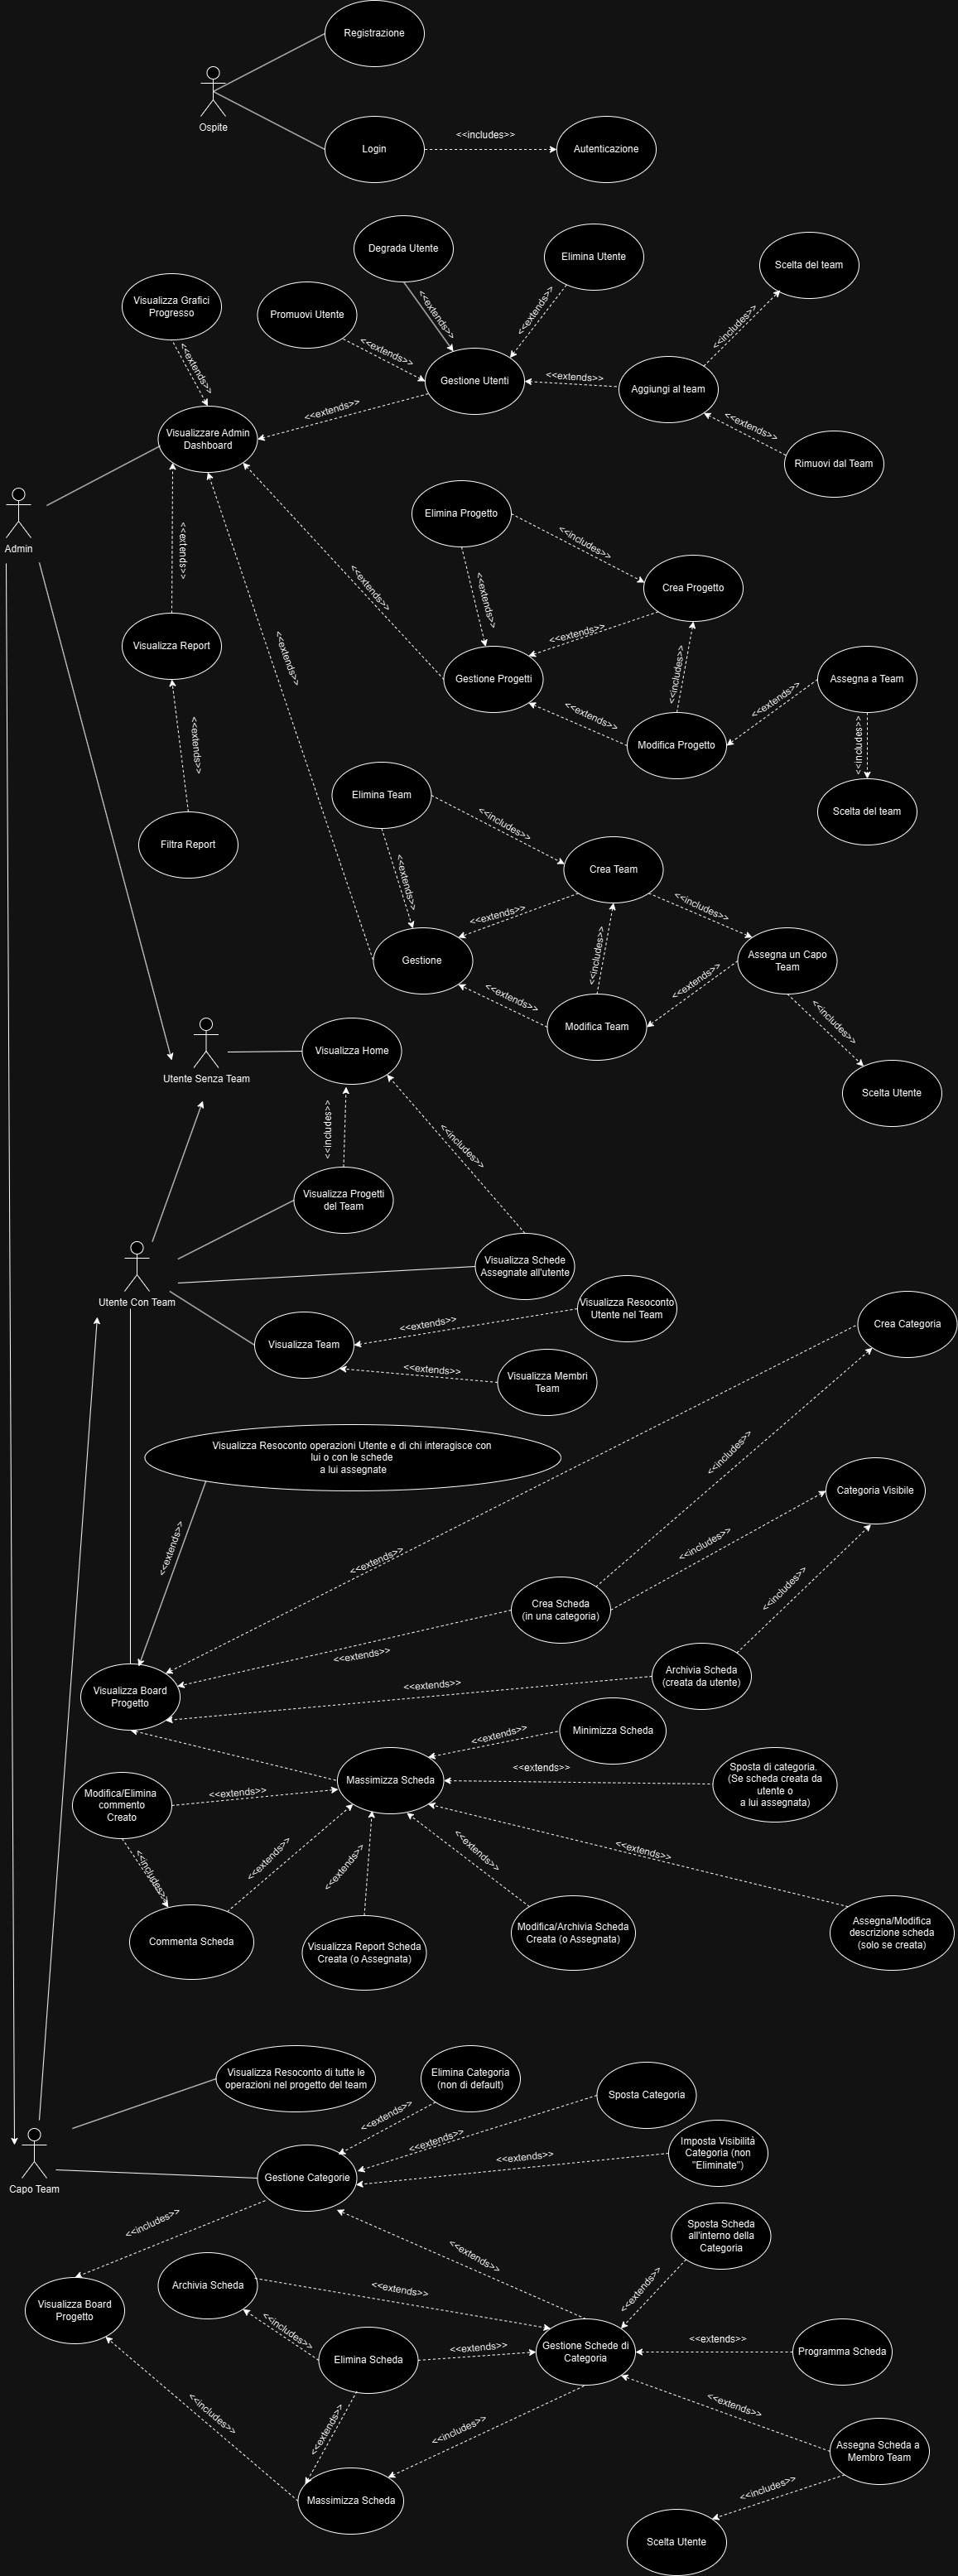 Registrazione
Ospite
<<includes>>
Login
Autenticazione
Degrada Utente
Elimina Utente
Scelta del team
Visualizza Grafici
Progresso
<<extends>>
<<extends>>
Promuovi Utente
<<includes>>
<<extends>>
<<extends>>
Gestione Utenti
<<extends>>
Aggiungi al team
<<extends>>
<<extends>>
Visualizzare Admin
Dashboard
Rimuovi dal Team
Admin
Elimina Progetto
<<extends>>
<<includes>>
<<extends>>
<<extends>>
Crea Progetto
<<extends>>
Visualizza Report
<<extends>>
<<includes>>
Gestione Progetti
Assegna a Team
<<extends>>
<<extends>>
Modifica Progetto
<<includes>>
<<extends>>
Elimina Team
Scelta del team
<<includes>>
Filtra Report
<<extends>>
Crea Team
<<extends>>
<<includes>>
Gestione
<<includes>>
Assegna un Capo
Team
<<extends>>
<<extends>>
Modifica Team
<<includes>>
Utente Senza Team
Visualizza Home
Scelta Utente
<<includes>>
<<includes>>
Visualizza Progetti
del Team
Visualizza Schede
Assegnate all'utente
Utente Con Team
Visualizza Resoconto
Utente nel Team
<<extends>>
Crea Categoria
Visualizza Team
<<extends>>
Visualizza Membri
Team
Visualizza Resoconto operazioni Utente e di chi interagisce con
lui o con le schede
a lui assegnate
<<includes>>
Categoria Visibile
<<extends>>
<<extends>>
<<includes>>
<<includes>>
Crea Scheda
(in una categoria)
<<extends>>
Archivia Scheda
(creata da utente)
<<extends>>
Visualizza Board
Progetto
Minimizza Scheda
<<extends>>
Massimizza Scheda
<<extends>>
Sposta di categoria.
(Se scheda creata da
utente o
a lui assegnata)
Modifica/Elimina
commento
Creato
<<extends>>
<<includes>>
<<extends>>
<<extends>>
<<extends>>
<<extends>>
Commenta Scheda
Visualizza Report Scheda
Creata (o Assegnata)
Modifica/Archivia Scheda
Creata (o Assegnata)
Assegna/Modifica
descrizione scheda
(solo se creata)
Visualizza Resoconto di tutte le
operazioni nel progetto del team
Elimina Categoria
(non di default)
Sposta Categoria
<<extends>>
<<extends>>
Imposta Visibilità
Categoria (non
"Eliminate")
<<extends>>
Capo Team
Gestione Categorie
<<includes>>
Sposta Scheda
all'interno della
Categoria
<<extends>>
Archivia Scheda
<<extends>>
<<extends>>
Visualizza Board
Progetto
<<includes>>
Elimina Scheda
<<extends>>
Gestione Schede di
Categoria
<<extends>>
Programma Scheda
<<includes>>
<<extends>>
<<includes>>
<<extends>>
Assegna Scheda a
Membro Team
Massimizza Scheda
<<includes>>
Scelta Utente